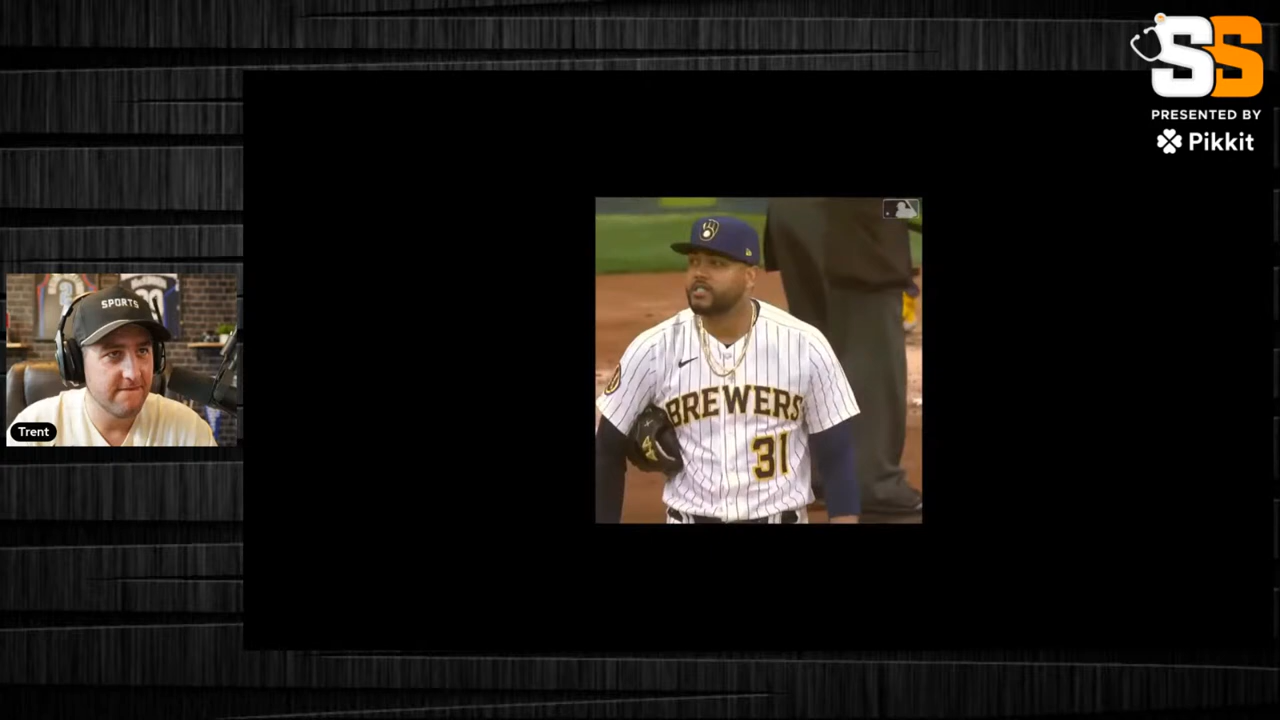 SS
PRESENTED BY
Pikkit
SPORTS
Trent
BREWERS
31